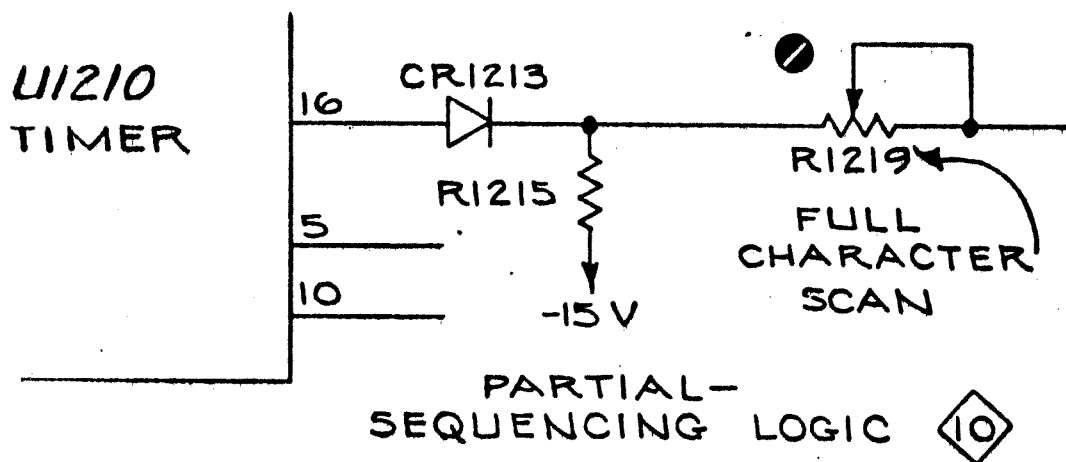 U1210
TIMER
16
CR1213
R1215
-15 V
R1219
FULL
CHARACTER
SCAN
5
10
PARTIAL-
SEQUENCING LOGIC 10